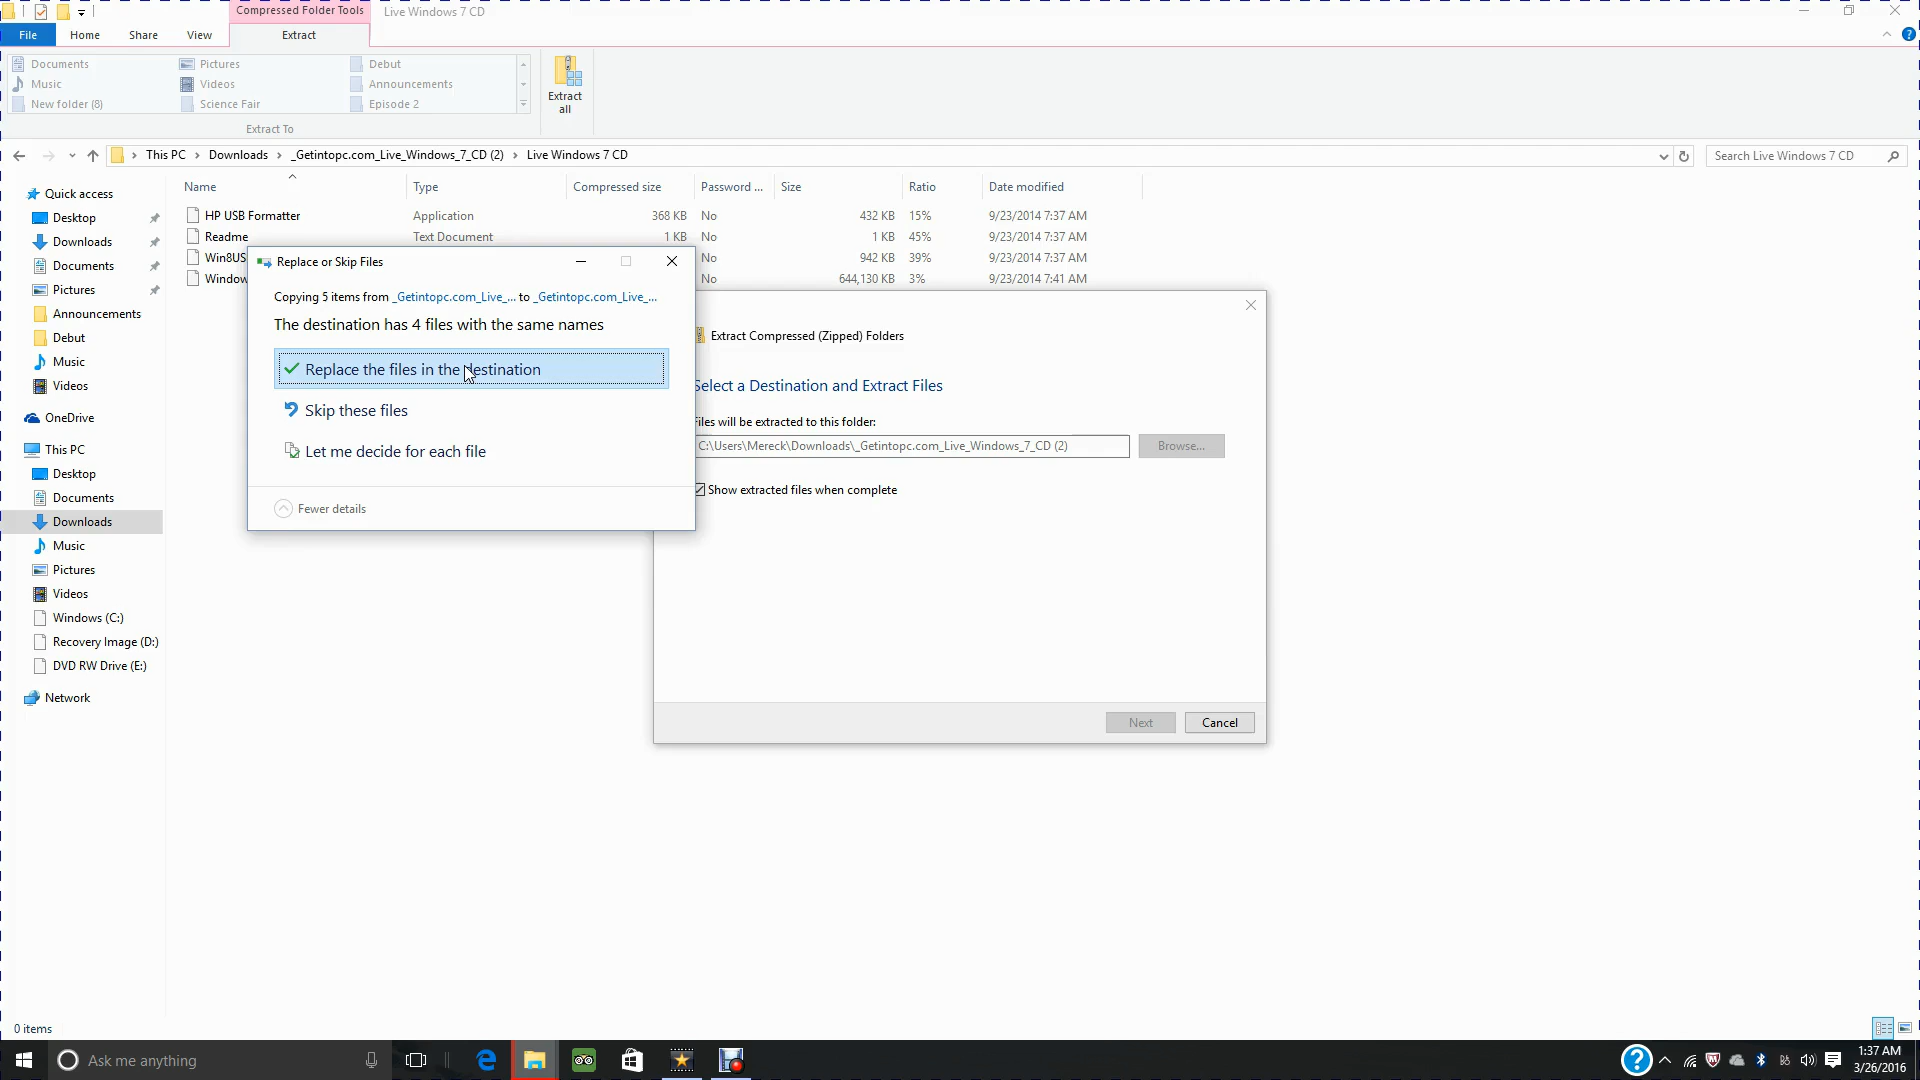 Compressed Folder Tools
Live Windows 7 CD
File
Home
Share
View
Extract
Documents
Pictures
Debut
Music
Videos
Announcements
New folder (8)
Science Fair
Episode 2
Extract To
Extract
all
This PC
Downloads
_Getintopc.com_Live_Windows_7_CD (2)
Live Windows 7 CD
Search Live Windows 7 CD
Name
Type
Compressed size
Password ...
Size
Ratio
Date modified
HP USB Formatter
Application
368 KB
No
432 KB
15%
9/23/2014 7:37 AM
Readme
Text Document
1 KB
No
1 KB
45%
9/23/2014 7:37 AM
Win8US
No
942 KB
39%
9/23/2014 7:37 AM
Window
No
644,130 KB
3%
9/23/2014 7:41 AM
Quick access
Desktop
Downloads
Documents
Pictures
Announcements
Debut
Music
Videos
OneDrive
This PC
Desktop
Documents
Downloads
Music
Pictures
Videos
Windows (C:)
Recovery Image (D:)
DVD RW Drive (E:)
Network
Replace or Skip Files
Copying 5 items from _Getintopc.com_Live_... to _Getintopc.com_Live_...
The destination has 4 files with the same names
Replace the files in the destination
Skip these files
Let me decide for each file
Fewer details
Extract Compressed (Zipped) Folders
Select a Destination and Extract Files
Files will be extracted to this folder:
C:\Users\Mereck\Downloads\_Getintopc.com_Live_Windows_7_CD (2)
Browse...
Show extracted files when complete
Next
Cancel
0 items
Ask me anything
1:37 AM
3/26/2016